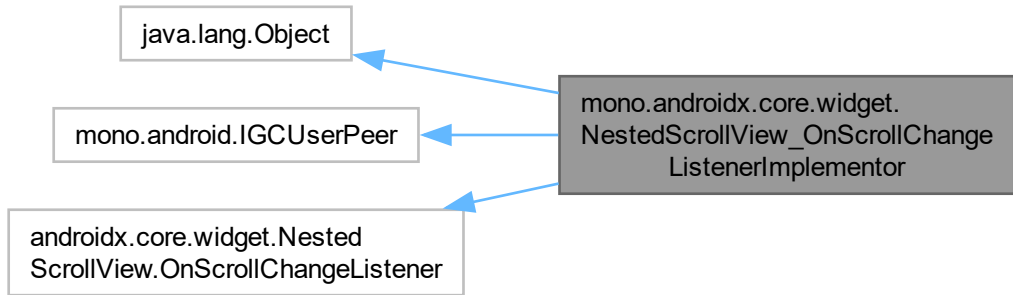 java.lang.Object
mono.android.IGCUserPeer
androidx.core.widget.Nested
ScrollView.OnScrollChangeListener
mono.androidx.core.widget.
NestedScrollView_OnScrollChange
ListenerImplementor